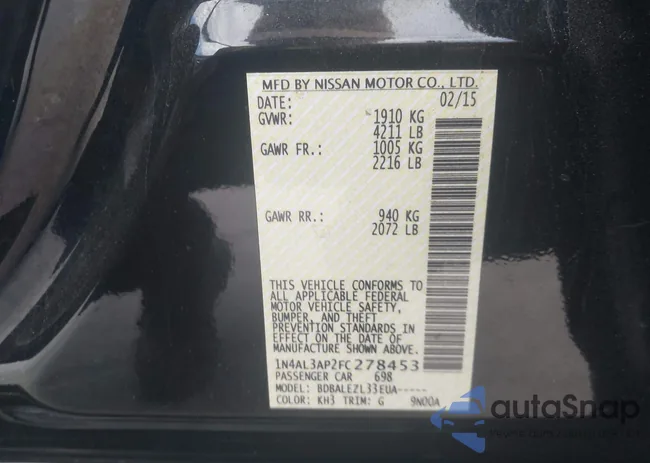 MFD BY NISSAN MOTOR CO., LTD.
DATE: 02/15
GVWR: 1910 KG
4211 LB
GAWR FR.: 1005 KG
2216 LB
GAWR RR.: 940 KG
2072 LB
THIS VEHICLE CONFORMS TO
ALL APPLICABLE FEDERAL
MOTOR VEHICLE SAFETY,
BUMPER, AND THEFT
PREVENTION STANDARDS IN
EFFECT ON THE DATE OF
MANUFACTURE SHOWN ABOVE.
1N4AL3AP2FC278453
PASSENGER CAR 698
MODEL: BDBALEZL33EUA-----
COLOR: KH3 TRIM: G 9N00A
autoSnap